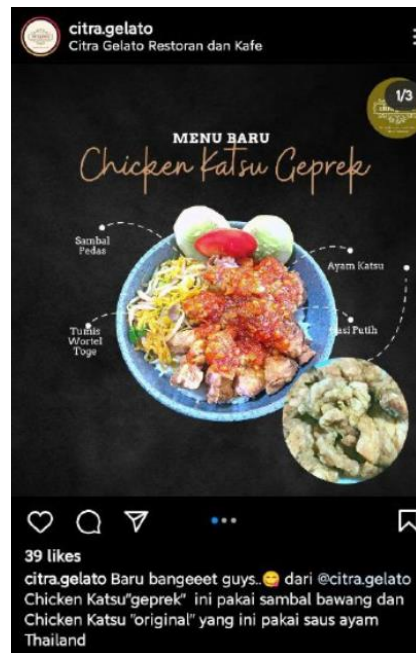 citra.gelato
Citra Gelato Restoran dan Kafe
1/3
MENU BARU
Chicken Katsu Geprek
Sambal
Pedas
Ayam Katsu
Tumis
Wortel
Toge
Nasi Putih
39 likes
citra.gelato Baru bangeeet guys..😋 dari @citra.gelato
Chicken Katsu"geprek" ini pakai sambal bawang dan
Chicken Katsu "original" yang ini pakai saus ayam
Thailand